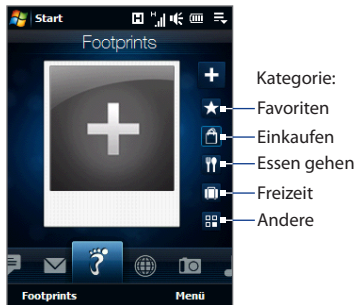 Start
H
Footprints
Kategorie:
Favoriten
Einkaufen
Essen gehen
Freizeit
Andere
Footprints Menü